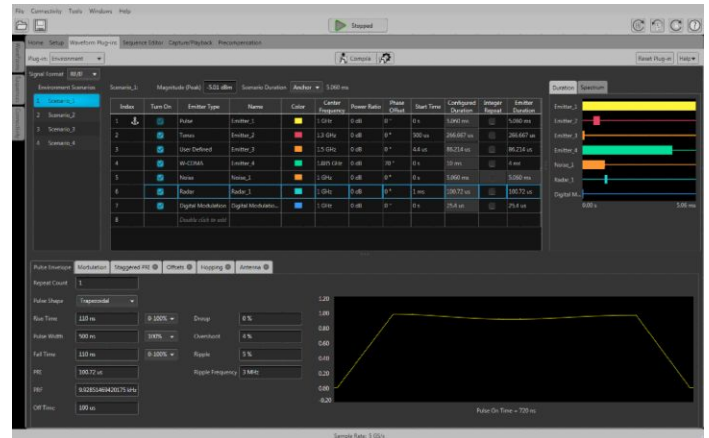 File Connectivity Tools Windows Help
Stopped
Home Setup Waveform Plug-ins Sequence Editor Capture/Playback Precompensation
Plug-in: Environment Compile Reset Plug-in Help
Signal Format RF/IF
Environment Scenarios Scenario_1: Magnitude (Peak) -5.01 dBm Scenario Duration Anchor 5.060 ms Duration Spectrum
1 Scenario_1
2 Scenario_2
3 Scenario_3
4 Scenario_4
Index Turn On Emitter Type Name Color Center Frequency Power Ratio Phase Offset Start Time Configured Duration Integer Repeat Emitter Duration
1 Pulse Emitter_1 1 GHz 0 dB 0 ° 0 s 5.060 ms 5.060 ms
2 Tones Emitter_2 1.3 GHz 0 dB 0 ° 300 us 266.667 us 266.667 us
3 User Defined Emitter_3 1.5 GHz 0 dB 0 ° 4.4 us 86.214 us 86.214 us
4 W-CDMA Emitter_4 1.805 GHz 0 dB 70 ° 0 s 10 ms 4 ms
5 Noise Noise_1 1 GHz 0 dB 0 ° 0 s 5.060 ms 5.060 ms
6 Radar Radar_1 1 GHz 0 dB 0 ° 1 ms 100.72 us 100.72 us
7 Digital Modulation Digital Modulatio... 1 GHz 0 dB 0 ° 0 s 25.6 us 25.6 us
8 Double click to add
Emitter_1
Emitter_2
Emitter_3
Emitter_4
Noise_1
Radar_1
Digital M...
0.00 s 5.06 ms
Pulse Envelope Modulation Staggered PRI Offsets Hopping Antenna
Repeat Count 1
Pulse Shape Trapezoidal
Rise Time 110 ns 0-100% Droop 6 %
Pulse Width 500 ns 100% Overshoot 4 %
Fall Time 110 ns 0-100% Ripple 5 %
PRI 100.72 us Ripple Frequency 3 MHz
PRF 9.92851469420175 kHz
Off Time 100 us
1.20
1.00
0.80
0.60
0.40
0.20
0.00
-0.20
Pulse On Time = 720 ns
Sample Rate: 5 GS/s